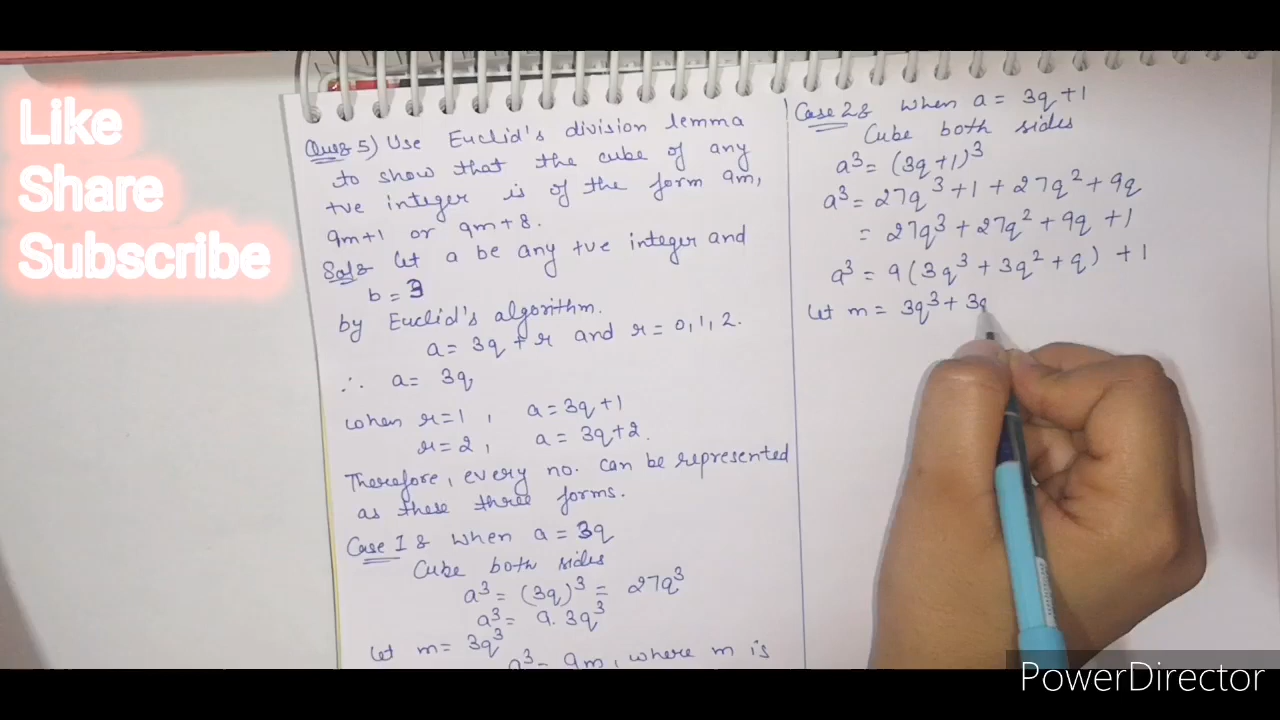 Like
Share
Subscribe
Ques 5) Use Euclid's division lemma
to show that the cube of any
+ve integer is of the form 9m,
9m+1 or 9m+8.
Sol: Let a be any +ve integer and
b = 3
by Euclid's algorithm.
a = 3q + r and r = 0, 1, 2.
∴ a = 3q
when r=1, a = 3q+1
r=2, a = 3q+2.
Therefore, every no. can be represented
as these three forms.
Case 1: When a = 3q
Cube both sides
a³ = (3q)³ = 27q³
a³ = 9.3q³
Let m = 3q³
a³ = 9m, where m is
Case 2: When a = 3q+1
Cube both sides
a³ = (3q+1)³
a³ = 27q³ + 1 + 27q² + 9q
= 27q³ + 27q² + 9q + 1
a³ = 9(3q³ + 3q² + q) + 1
Let m = 3q³ + 3q
PowerDirector